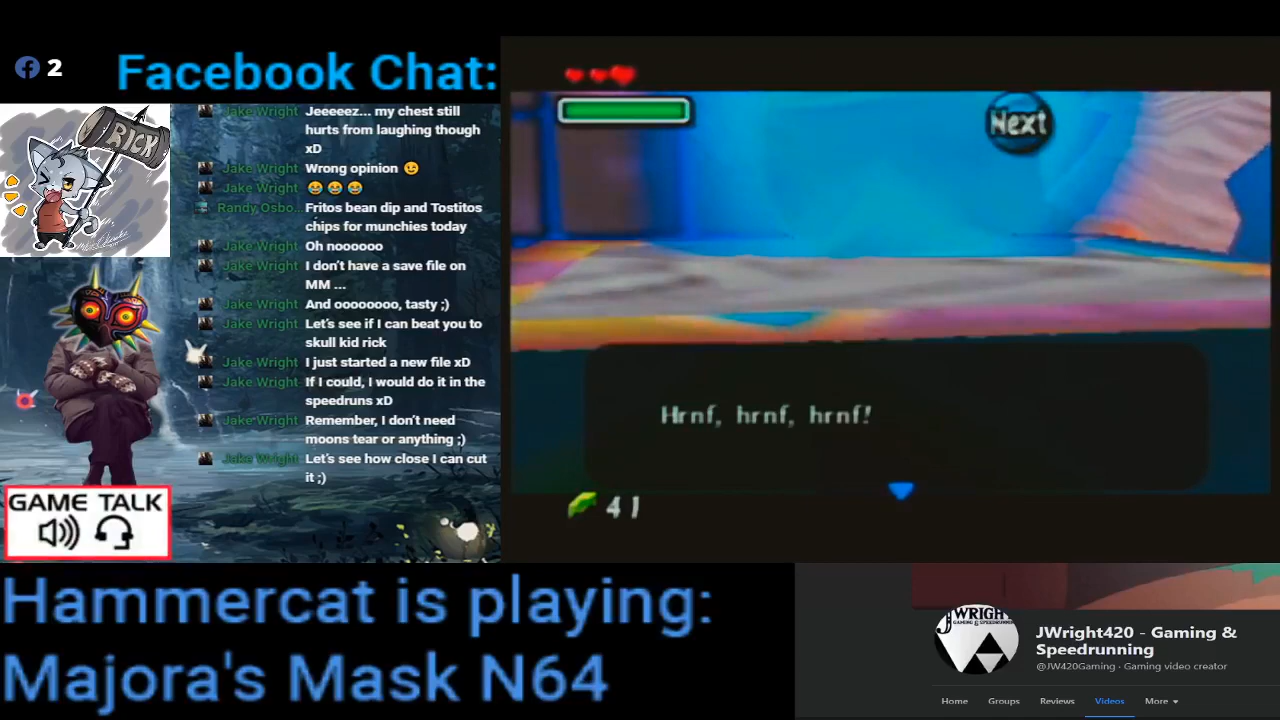 2
Facebook Chat:
RICK
Jake Wright Jeeeeez... my chest still
hurts from laughing though
xD
Jake Wright Wrong opinion 😉
Jake Wright 😂 😂 😂
Randy Osbo... Fritos bean dip and Tostitos
chips for munchies today
Jake Wright Oh noooooo
Jake Wright I don't have a save file on
MM ...
Jake Wright And oooooooo, tasty ;)
Jake Wright Let's see if I can beat you to
skull kid rick
Jake Wright I just started a new file xD
Jake Wright If I could, I would do it in the
speedruns xD
Jake Wright Remember, I don't need
moons tear or anything ;)
Jake Wright Let's see how close I can cut
it ;)
GAME TALK
Next
Hrnf, hrnf, hrnf!
41
Hammercat is playing:
Majora's Mask N64
JWRIGHT
GAMING & SPEEDRUNNING
JWright420 - Gaming &
Speedrunning
@JW420Gaming · Gaming video creator
Home Groups Reviews Videos More